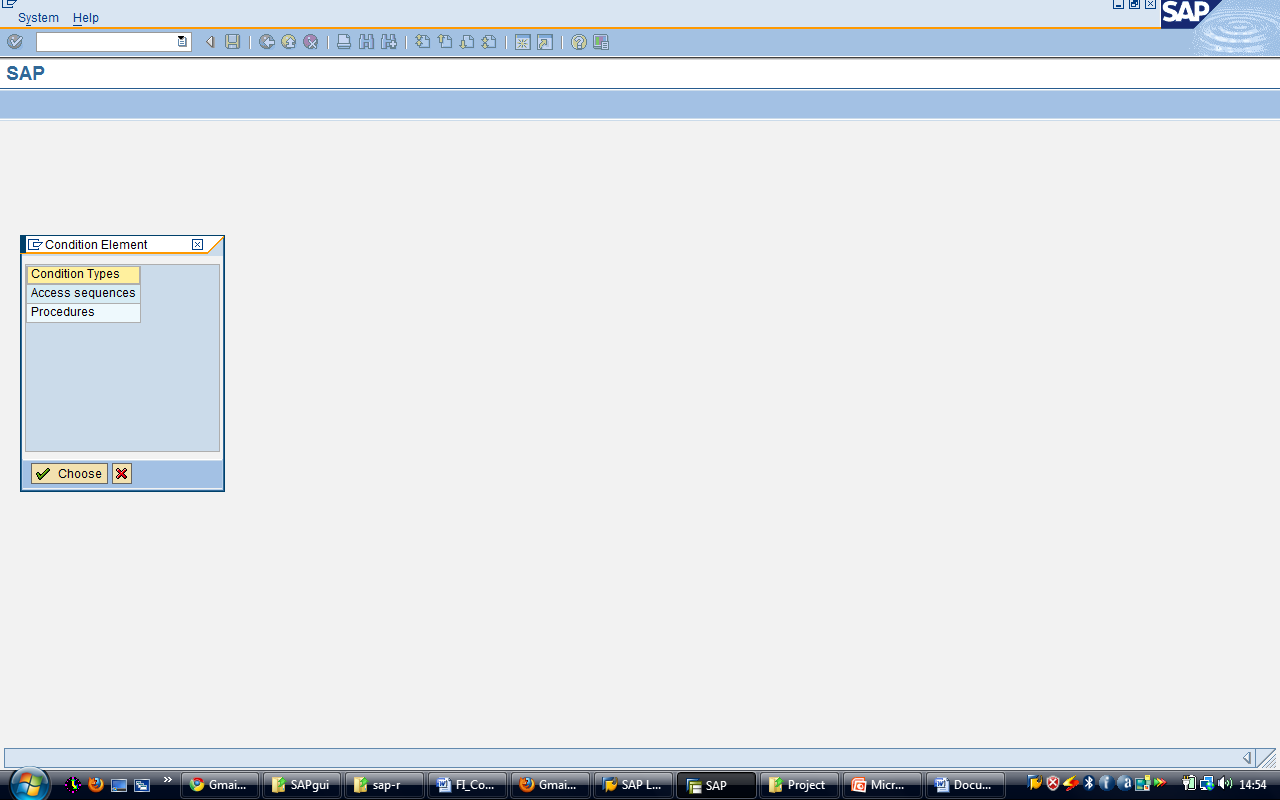 System Help
SAP
SAP
Condition Element
Condition Types
Access sequences
Procedures
Choose
»
Gmai...
SAPgui
sap-r
FI_Co...
Gmai...
SAP L...
SAP
Project
Micr...
Docu...
14:54